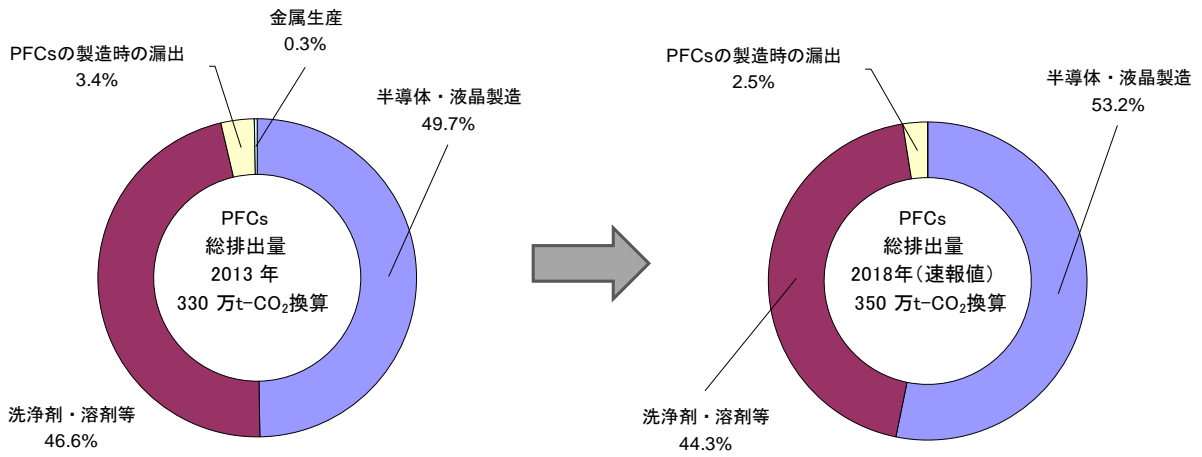 金属生産
0.3%
PFCsの製造時の漏出
3.4%
半導体・液晶製造
49.7%
PFCs
総排出量
2013 年
330 万t-CO₂換算
洗浄剤・溶剤等
46.6%
PFCsの製造時の漏出
2.5%
半導体・液晶製造
53.2%
PFCs
総排出量
2018年(速報値)
350 万t-CO₂換算
洗浄剤・溶剤等
44.3%